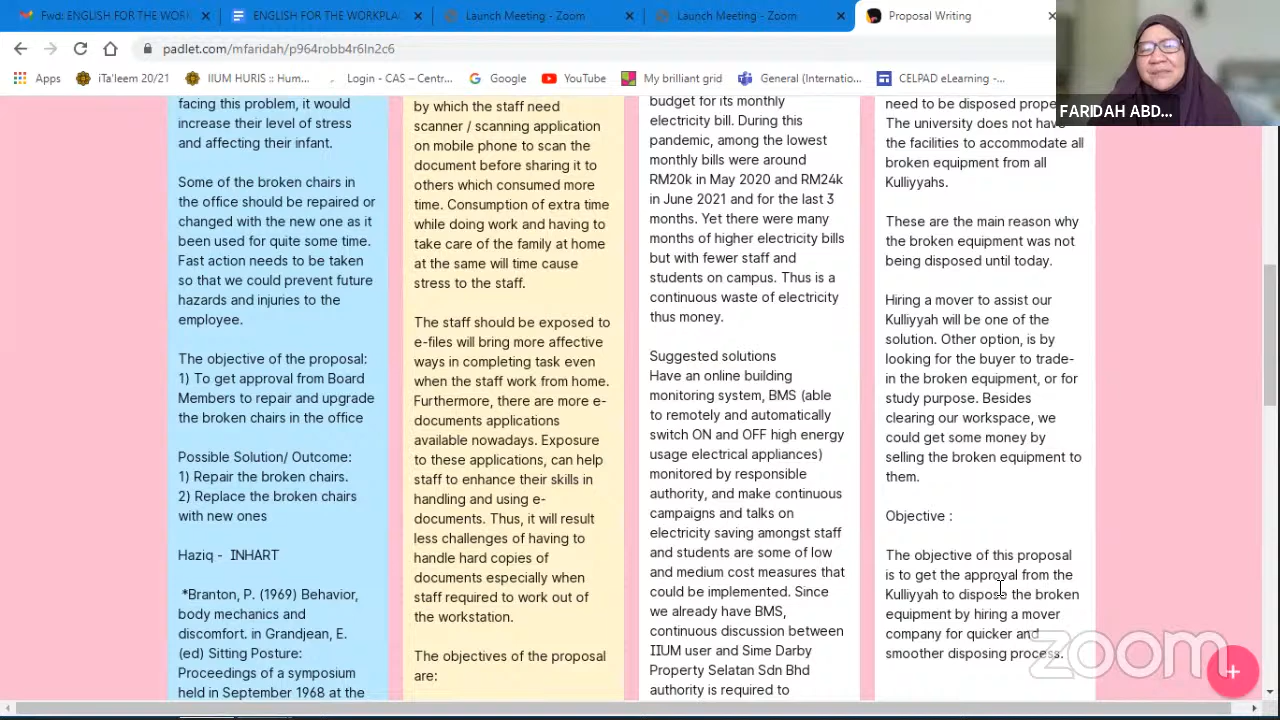 Fwd: ENGLISH FOR THE WORK
ENGLISH FOR THE WORKPLAC
Launch Meeting - Zoom
Launch Meeting - Zoom
Proposal Writing
padlet.com/mfaridah/p964robb4r6ln2c6
Apps
iTa'leem 20/21
IIUM HURIS :: Hum...
Login - CAS – Centr...
Google
YouTube
My brilliant grid
General (Internatio...
CELPAD eLearning -...
FARIDAH ABD...
facing this problem, it would
increase their level of stress
and affecting their infant.
Some of the broken chairs in
the office should be repaired or
changed with the new one as it
been used for quite some time.
Fast action needs to be taken
so that we could prevent future
hazards and injuries to the
employee.
The objective of the proposal:
1) To get approval from Board
Members to repair and upgrade
the broken chairs in the office
Possible Solution/ Outcome:
1) Repair the broken chairs.
2) Replace the broken chairs
with new ones
Haziq - INHART
*Branton, P. (1969) Behavior,
body mechanics and
discomfort. in Grandjean, E.
(ed) Sitting Posture:
Proceedings of a symposium
held in September 1968 at the
by which the staff need
scanner / scanning application
on mobile phone to scan the
document before sharing it to
others which consumed more
time. Consumption of extra time
while doing work and having to
take care of the family at home
at the same will time cause
stress to the staff.
The staff should be exposed to
e-files will bring more affective
ways in completing task even
when the staff work from home.
Furthermore, there are more e-
documents applications
available nowadays. Exposure
to these applications, can help
staff to enhance their skills in
handling and using e-
documents. Thus, it will result
less challenges of having to
handle hard copies of
documents especially when
staff required to work out of
the workstation.
The objectives of the proposal
are:
budget for its monthly
electricity bill. During this
pandemic, among the lowest
monthly bills were around
RM20k in May 2020 and RM24k
in June 2021 and for the last 3
months. Yet there were many
months of higher electricity bills
but with fewer staff and
students on campus. Thus is a
continuous waste of electricity
thus money.
Suggested solutions
Have an online building
monitoring system, BMS (able
to remotely and automatically
switch ON and OFF high energy
usage electrical appliances)
monitored by responsible
authority, and make continuous
campaigns and talks on
electricity saving amongst staff
and students are some of low
and medium cost measures that
could be implemented. Since
we already have BMS,
continuous discussion between
IIUM user and Sime Darby
Property Selatan Sdn Bhd
authority is required to
need to be disposed prope
The university does not have
the facilities to accommodate all
broken equipment from all
Kulliyyahs.
These are the main reason why
the broken equipment was not
being disposed until today.
Hiring a mover to assist our
Kulliyyah will be one of the
solution. Other option, is by
looking for the buyer to trade-
in the broken equipment, or for
study purpose. Besides
clearing our workspace, we
could get some money by
selling the broken equipment to
them.
Objective :
The objective of this proposal
is to get the approval from the
Kulliyyah to dispose the broken
equipment by hiring a mover
company for quicker and
smoother disposing process.
zoom